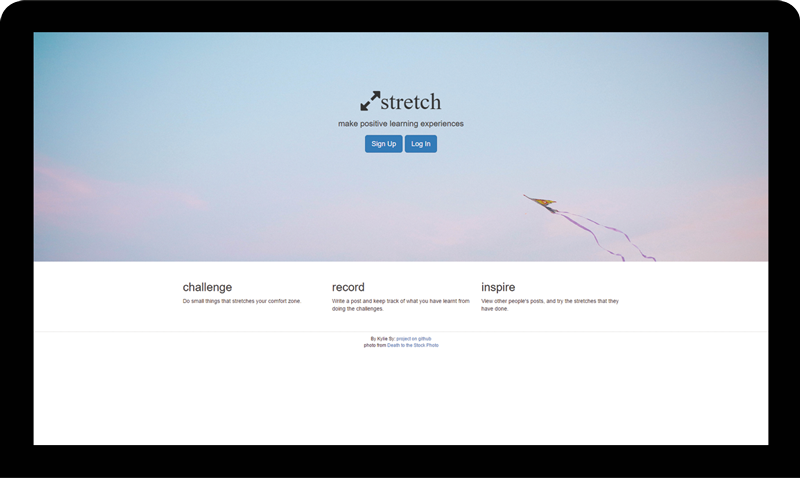 stretch
make positive learning experiences
Sign Up Log In
challenge
Do small things that stretches your comfort zone.
record
Write a post and keep track of what you have learnt from
doing the challenges.
inspire
View other people's posts, and try the stretches that they
have done.
By Kylie Sy: project on github
photo from Death to the Stock Photo